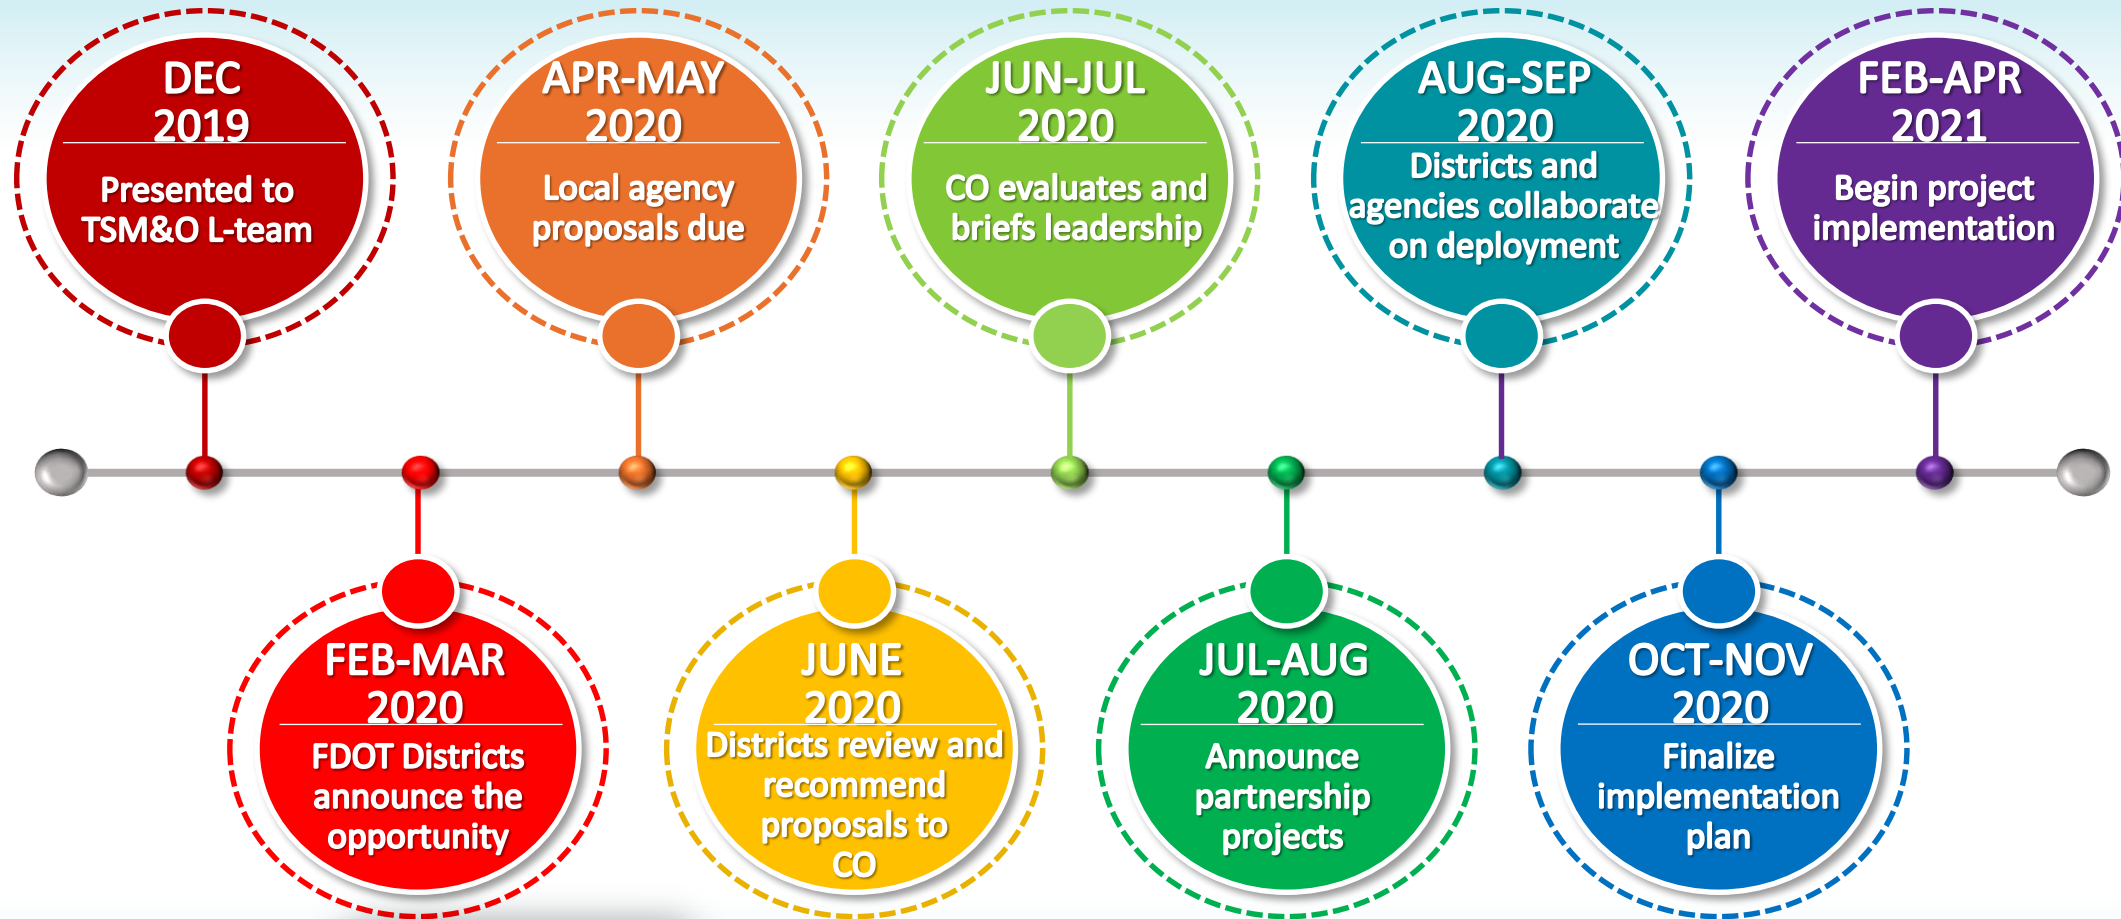 DEC
2019
Presented to
TSM&O L-team
FEB-MAR
2020
FDOT Districts
announce the
opportunity
APR-MAY
2020
Local agency
proposals due
JUNE
2020
Districts review and
recommend
proposals to
CO
JUN-JUL
2020
CO evaluates and
briefs leadership
JUL-AUG
2020
Announce
partnership
projects
AUG-SEP
2020
Districts and
agencies collaborate
on deployment
OCT-NOV
2020
Finalize
implementation
plan
FEB-APR
2021
Begin project
implementation